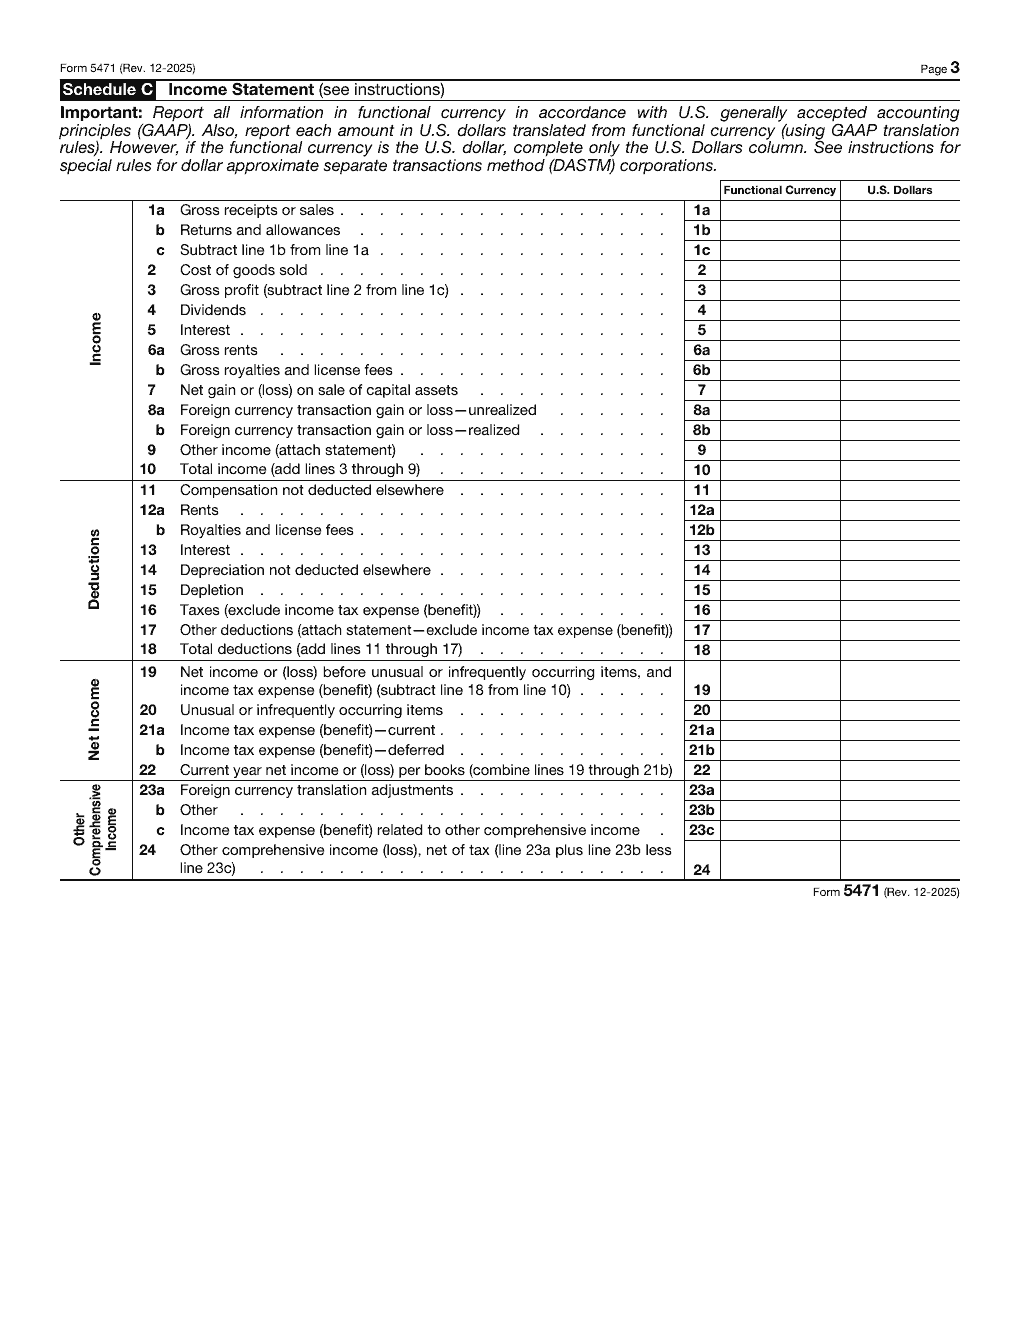 Form 5471 (Rev. 12-2025) Page 3
Schedule C Income Statement (see instructions)
Important: Report all information in functional currency in accordance with U.S. generally accepted accounting
principles (GAAP). Also, report each amount in U.S. dollars translated from functional currency (using GAAP translation
rules). However, if the functional currency is the U.S. dollar, complete only the U.S. Dollars column. See instructions for
special rules for dollar approximate separate transactions method (DASTM) corporations.
Functional Currency U.S. Dollars
Income
1a Gross receipts or sales . . . . . . . . . . . . . . . . . 1a
b Returns and allowances . . . . . . . . . . . . . . . . 1b
c Subtract line 1b from line 1a . . . . . . . . . . . . . . . 1c
2 Cost of goods sold . . . . . . . . . . . . . . . . . . 2
3 Gross profit (subtract line 2 from line 1c) . . . . . . . . . . . 3
4 Dividends . . . . . . . . . . . . . . . . . . . . . 4
5 Interest . . . . . . . . . . . . . . . . . . . . . . 5
6a Gross rents . . . . . . . . . . . . . . . . . . . . 6a
b Gross royalties and license fees . . . . . . . . . . . . . . 6b
7 Net gain or (loss) on sale of capital assets . . . . . . . . . . 7
8a Foreign currency transaction gain or loss—unrealized . . . . . . 8a
b Foreign currency transaction gain or loss—realized . . . . . . . 8b
9 Other income (attach statement) . . . . . . . . . . . . . 9
10 Total income (add lines 3 through 9) . . . . . . . . . . . . 10
Deductions
11 Compensation not deducted elsewhere . . . . . . . . . . . 11
12a Rents . . . . . . . . . . . . . . . . . . . . . . 12a
b Royalties and license fees . . . . . . . . . . . . . . . . 12b
13 Interest . . . . . . . . . . . . . . . . . . . . . . 13
14 Depreciation not deducted elsewhere . . . . . . . . . . . . 14
15 Depletion . . . . . . . . . . . . . . . . . . . . . 15
16 Taxes (exclude income tax expense (benefit)) . . . . . . . . . 16
17 Other deductions (attach statement—exclude income tax expense (benefit)) 17
18 Total deductions (add lines 11 through 17) . . . . . . . . . . 18
Net Income
19 Net income or (loss) before unusual or infrequently occurring items, and
income tax expense (benefit) (subtract line 18 from line 10) . . . . . 19
20 Unusual or infrequently occurring items . . . . . . . . . . . 20
21a Income tax expense (benefit)—current . . . . . . . . . . . . 21a
b Income tax expense (benefit)—deferred . . . . . . . . . . . 21b
22 Current year net income or (loss) per books (combine lines 19 through 21b) 22
Other
Comprehensive
Income
23a Foreign currency translation adjustments . . . . . . . . . . . 23a
b Other . . . . . . . . . . . . . . . . . . . . . . 23b
c Income tax expense (benefit) related to other comprehensive income . 23c
24 Other comprehensive income (loss), net of tax (line 23a plus line 23b less
line 23c) . . . . . . . . . . . . . . . . . . . . . 24
Form 5471 (Rev. 12-2025)